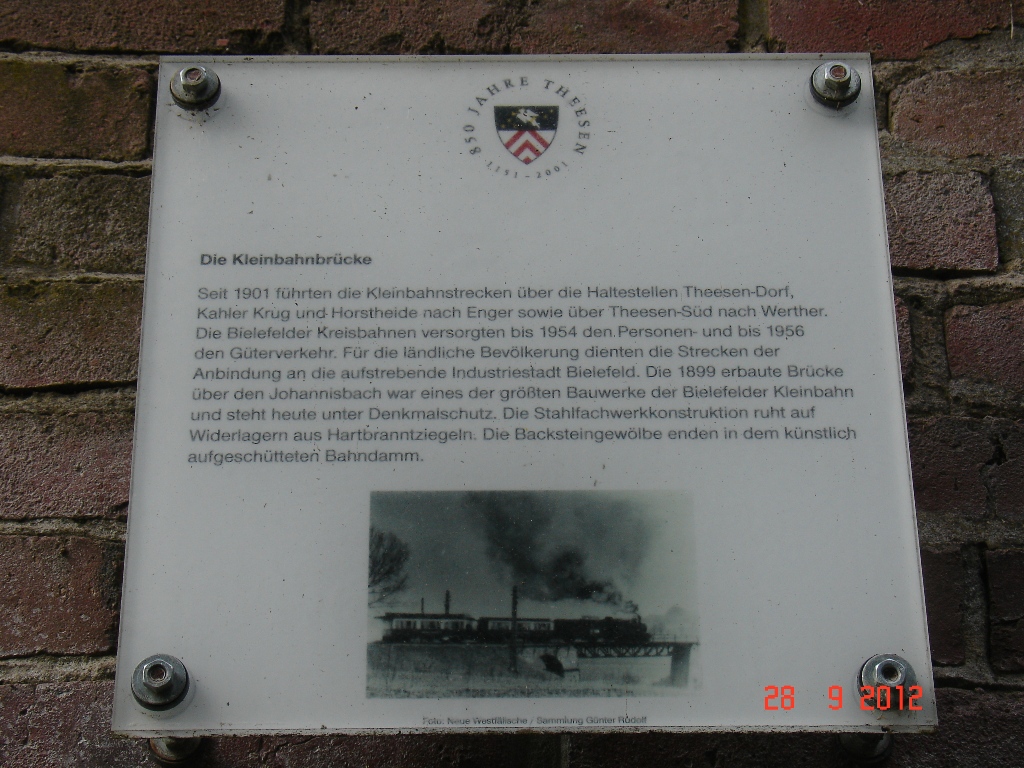 850 JAHRE THEESEN
1151 - 2001
Die Kleinbahnbrücke
Seit 1901 führten die Kleinbahnstrecken über die Haltestellen Theesen-Dorf,
Kahler Krug und Horstheide nach Enger sowie über Theesen-Süd nach Werther.
Die Bielefelder Kreisbahnen versorgten bis 1954 den Personen- und bis 1956
den Güterverkehr. Für die ländliche Bevölkerung dienten die Strecken der
Anbindung an die aufstrebende Industriestadt Bielefeld. Die 1899 erbaute Brücke
über den Johannisbach war eines der größten Bauwerke der Bielefelder Kleinbahn
und steht heute unter Denkmalschutz. Die Stahlfachwerkkonstruktion ruht auf
Widerlagern aus Hartbranntziegeln. Die Backsteingewölbe enden in dem künstlich
aufgeschütteten Bahndamm.
Foto: Neue Westfälische / Sammlung Günter Rudolf
28 9 2012